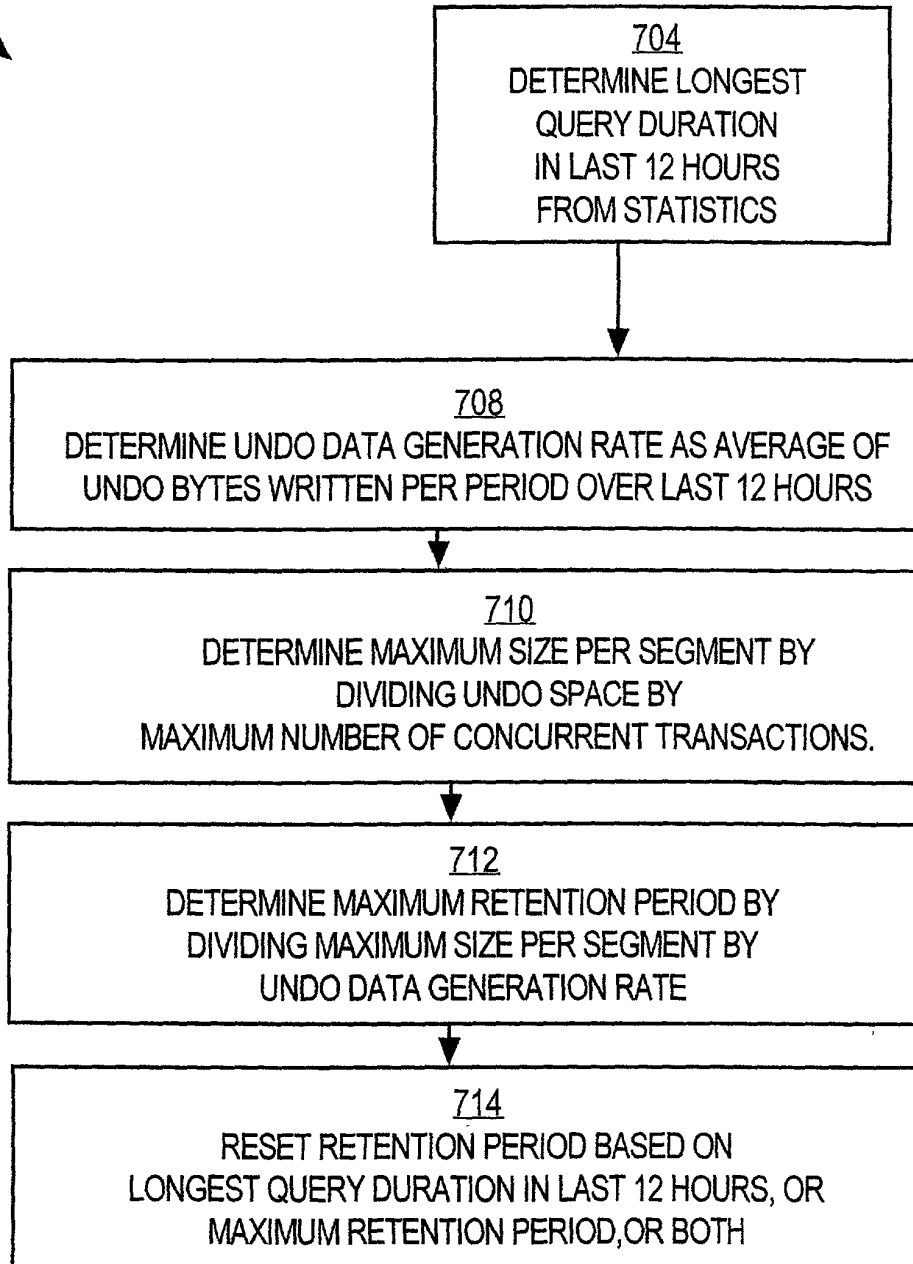 704
DETERMINE LONGEST
QUERY DURATION
IN LAST 12 HOURS
FROM STATISTICS
708
DETERMINE UNDO DATA GENERATION RATE AS AVERAGE OF
UNDO BYTES WRITTEN PER PERIOD OVER LAST 12 HOURS
710
DETERMINE MAXIMUM SIZE PER SEGMENT BY
DIVIDING UNDO SPACE BY
MAXIMUM NUMBER OF CONCURRENT TRANSACTIONS.
712
DETERMINE MAXIMUM RETENTION PERIOD BY
DIVIDING MAXIMUM SIZE PER SEGMENT BY
UNDO DATA GENERATION RATE
714
RESET RETENTION PERIOD BASED ON
LONGEST QUERY DURATION IN LAST 12 HOURS, OR
MAXIMUM RETENTION PERIOD,OR BOTH